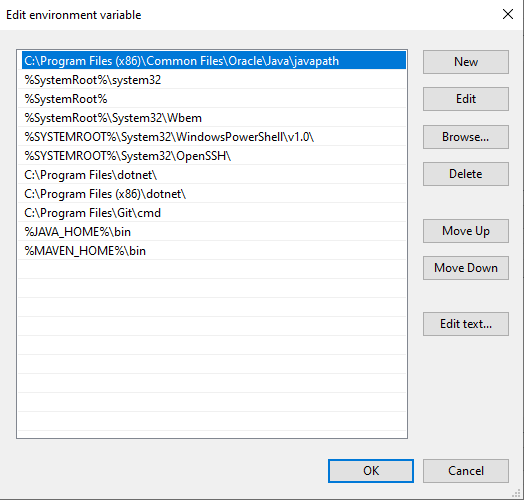 Edit environment variable
C:\Program Files (x86)\Common Files\Oracle\Java\javapath
%SystemRoot%\system32
%SystemRoot%
%SystemRoot%\System32\Wbem
%SYSTEMROOT%\System32\WindowsPowerShell\v1.0\
%SYSTEMROOT%\System32\OpenSSH\
C:\Program Files\dotnet\
C:\Program Files (x86)\dotnet\
C:\Program Files\Git\cmd
%JAVA_HOME%\bin
%MAVEN_HOME%\bin
New
Edit
Browse...
Delete
Move Up
Move Down
Edit text...
OK
Cancel